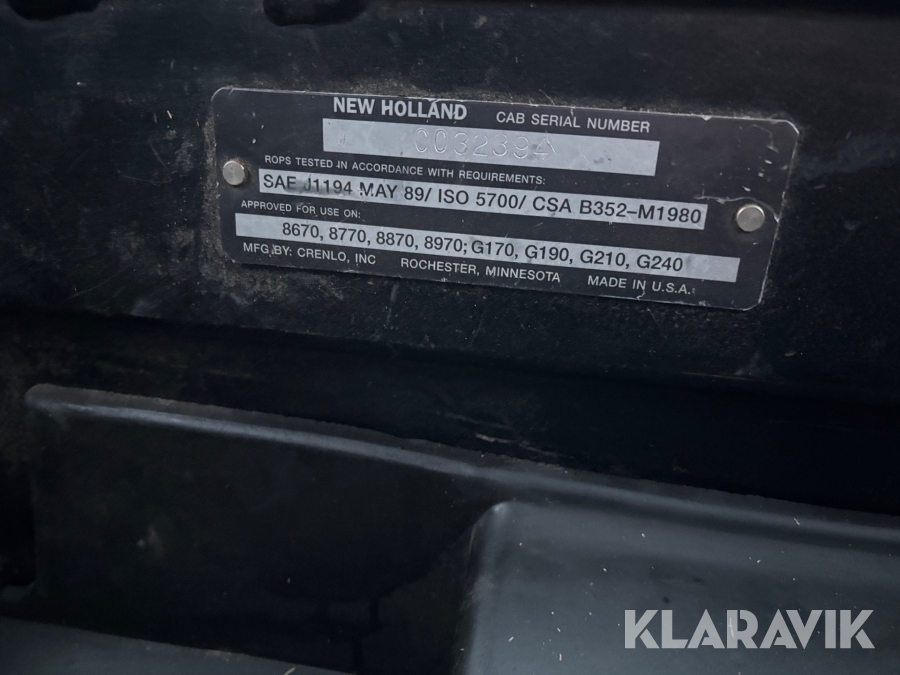 NEW HOLLAND CAB SERIAL NUMBER
C03239A
ROPS TESTED IN ACCORDANCE WITH REQUIREMENTS:
SAE J1194 MAY 89/ ISO 5700/ CSA B352-M1980
APPROVED FOR USE ON:
8670, 8770, 8870, 8970; G170, G190, G210, G240
MFG.BY: CRENLO, INC ROCHESTER, MINNESOTA MADE IN U.S.A.
KLARAVIK